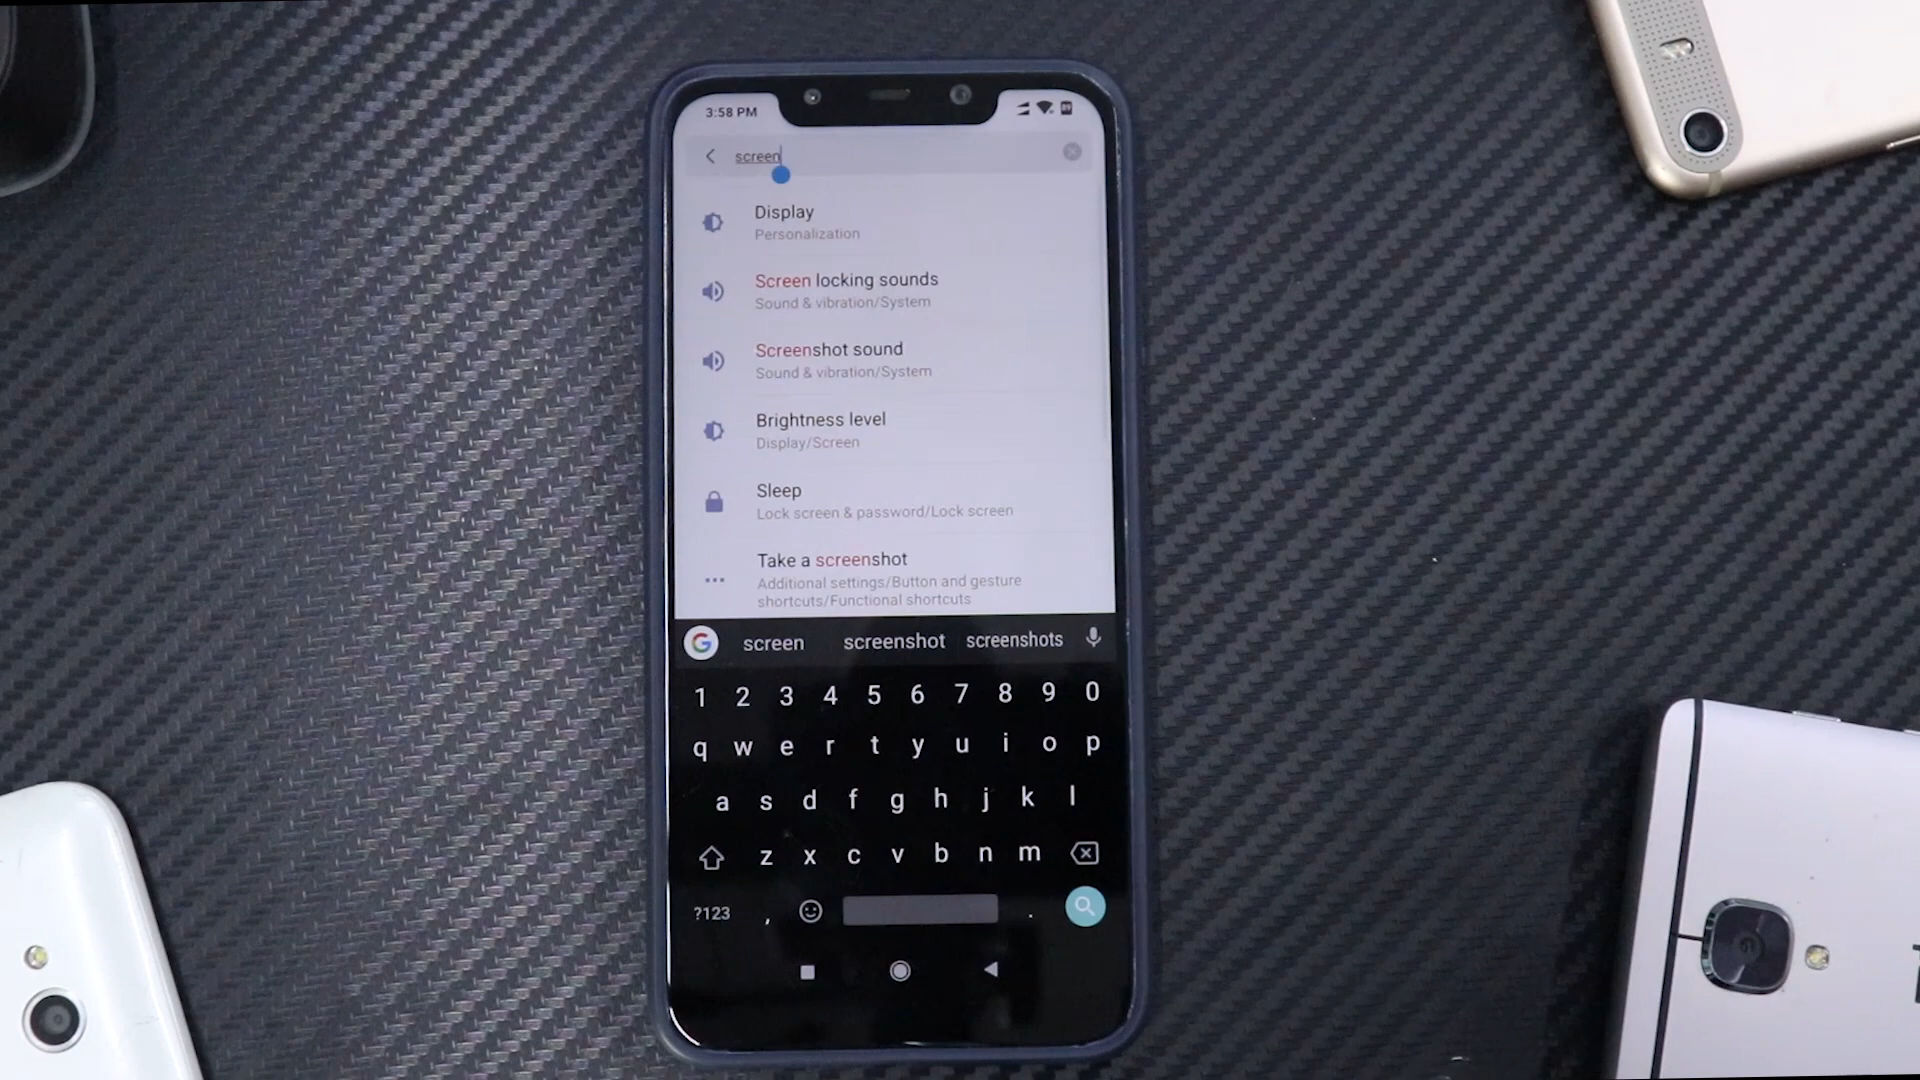 3:58 PM
screen
Display
Personalization
Screen locking sounds
Sound & vibration/System
Screenshot sound
Sound & vibration/System
Brightness level
Display/Screen
Sleep
Lock screen & password/Lock screen
Take a screenshot
Additional settings/Button and gesture
shortcuts/Functional shortcuts
G screen screenshot screenshots
1 2 3 4 5 6 7 8 9 0
q w e r t y u i o p
a s d f g h j k l
z x c v b n m
?123 , .